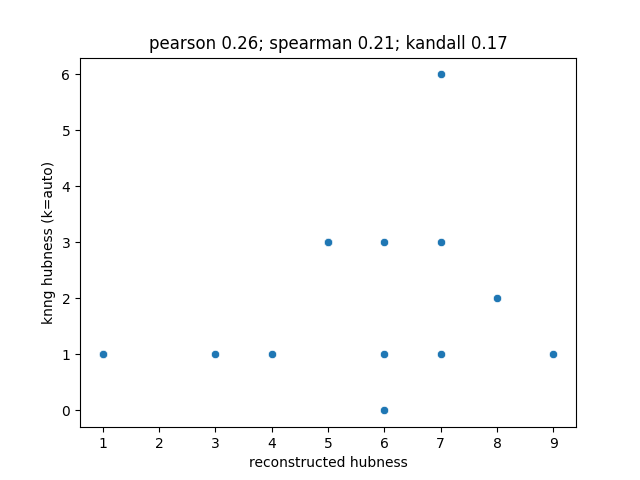 pearson 0.26; spearman 0.21; kandall 0.17
6
5
4
3
2
1
0
knng hubness (k=auto)
1 2 3 4 5 6 7 8 9
reconstructed hubness